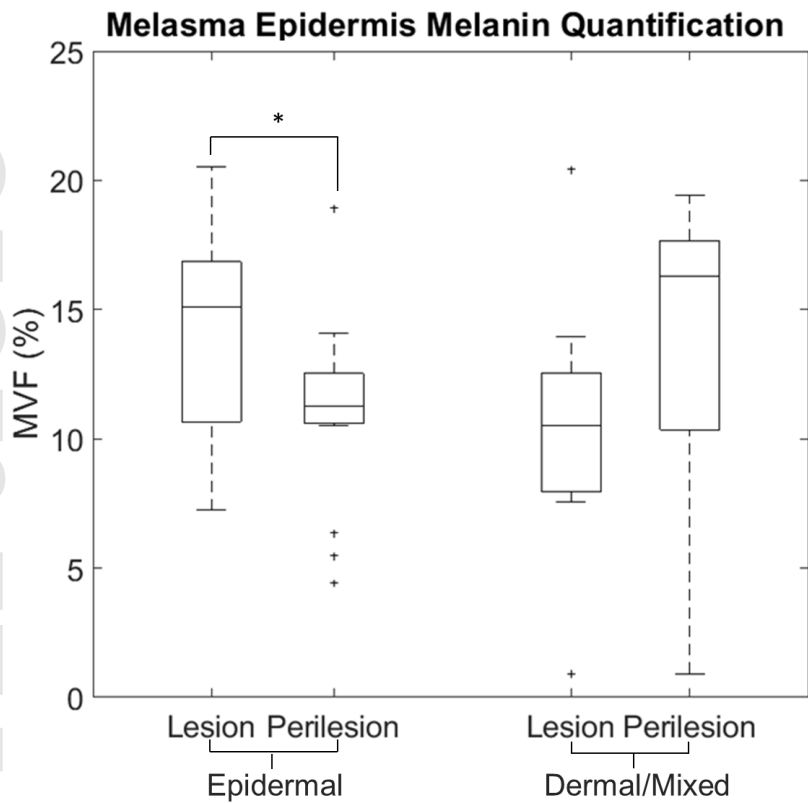 Melasma Epidermis Melanin Quantification
25
20
15
10
5
0
MVF (%)
*
Lesion Perilesion Lesion Perilesion
Epidermal Dermal/Mixed